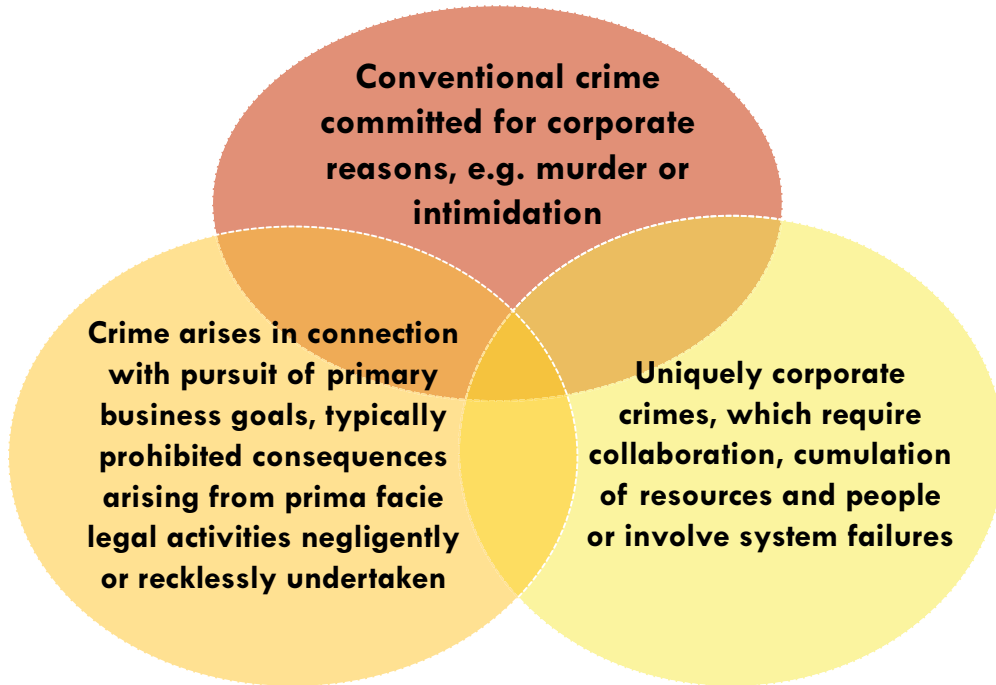 Conventional crime
committed for corporate
reasons, e.g. murder or
intimidation
Crime arises in connection
with pursuit of primary
business goals, typically
prohibited consequences
arising from prima facie
legal activities negligently
or recklessly undertaken
Uniquely corporate
crimes, which require
collaboration, cumulation
of resources and people
or involve system failures